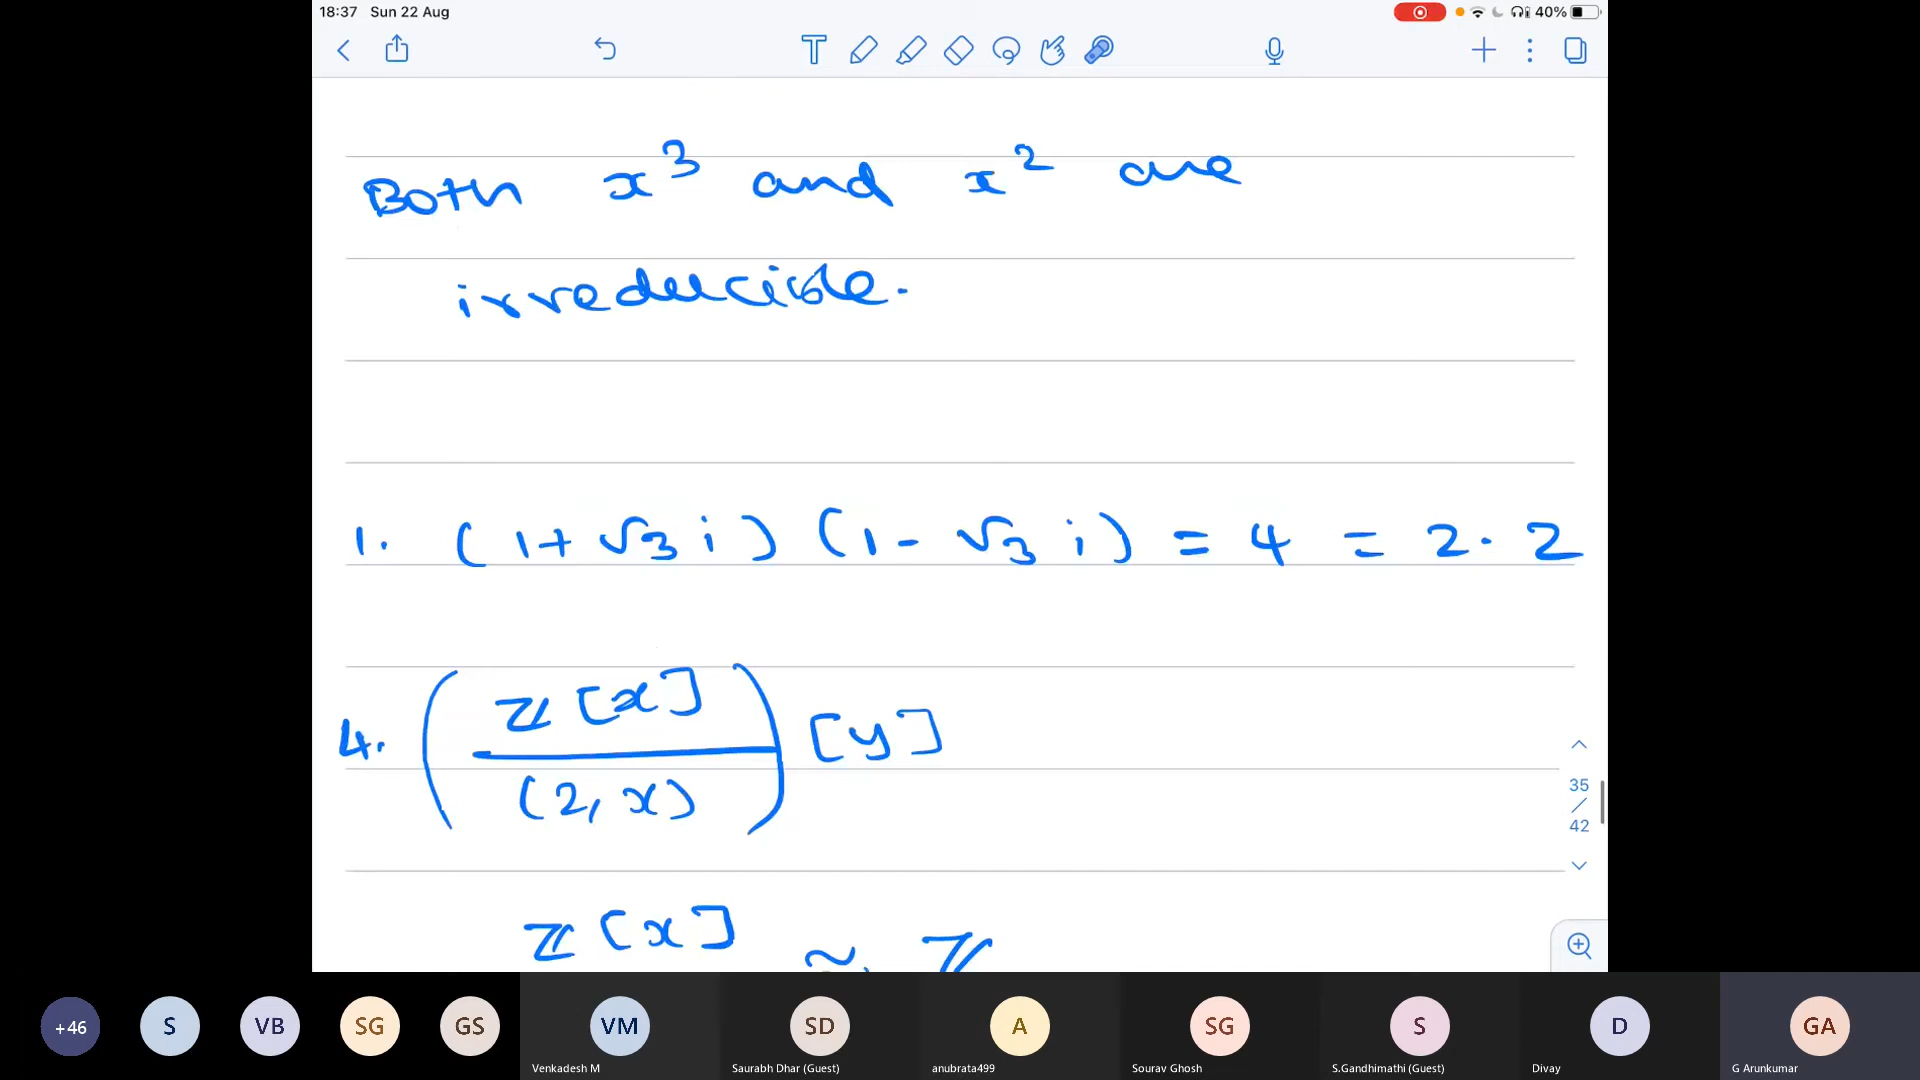 18:37 Sun 22 Aug
40%
T
Both x³ and x² are
irreducible.
1. (1+√3 i) (1-√3 i) = 4 = 2·2
4. (ℤ[x] / (2, x)) [y]
35
/
42
ℤ[x] ≈ ℤ
+46 S VB SG GS VM SD A SG S D GA
Venkadesh M Saurabh Dhar (Guest) anubrata499 Sourav Ghosh S.Gandhimathi (Guest) Divay G Arunkumar